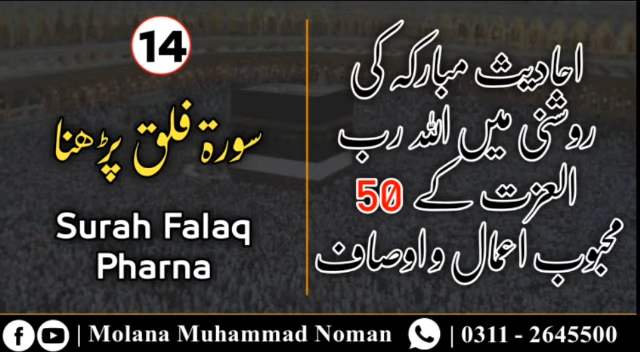 14
سورۃ فلق پڑھنا
Surah Falaq
Pharna
احادیث مبارکہ کی
روشنی میں اللہ رب
العزت کے 50
محبوب اعمال و اوصاف
| Molana Muhammad Noman | 0311 - 2645500